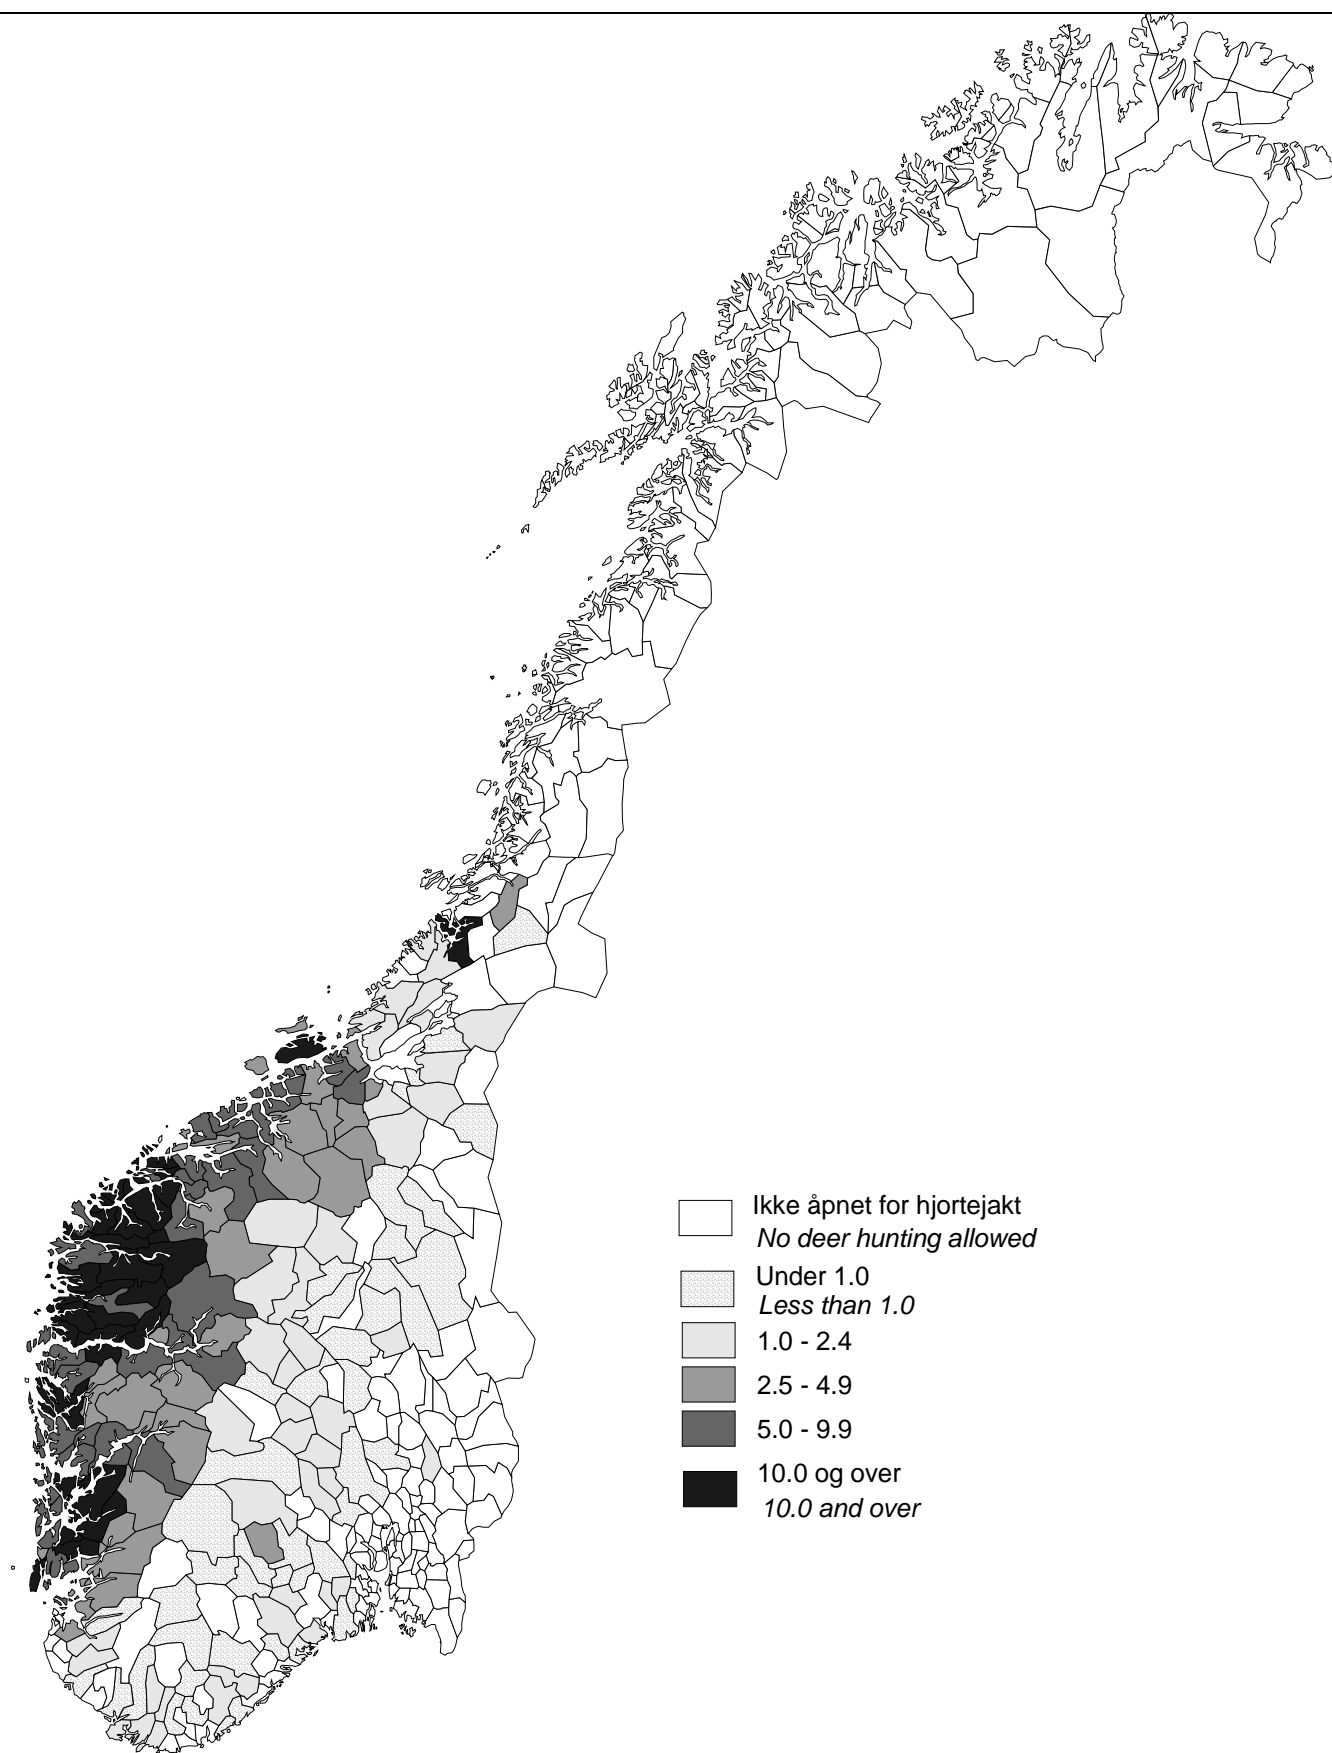 Ikke åpnet for hjortejakt
No deer hunting allowed
Under 1.0
Less than 1.0
1.0 - 2.4
2.5 - 4.9
5.0 - 9.9
10.0 og over
10.0 and over